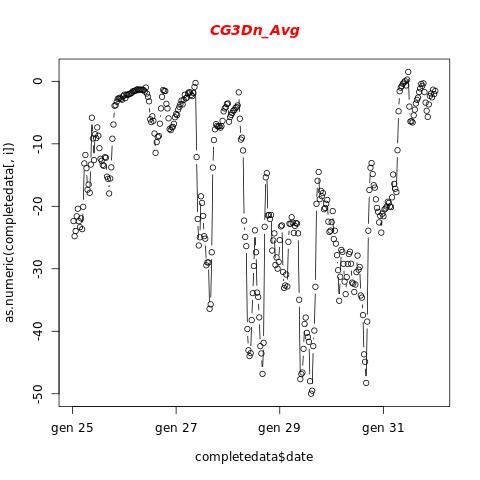 CG3Dn_Avg
as.numeric(completedata[, i])
0
-10
-20
-30
-40
-50
gen 25
gen 27
gen 29
gen 31
completedata$date